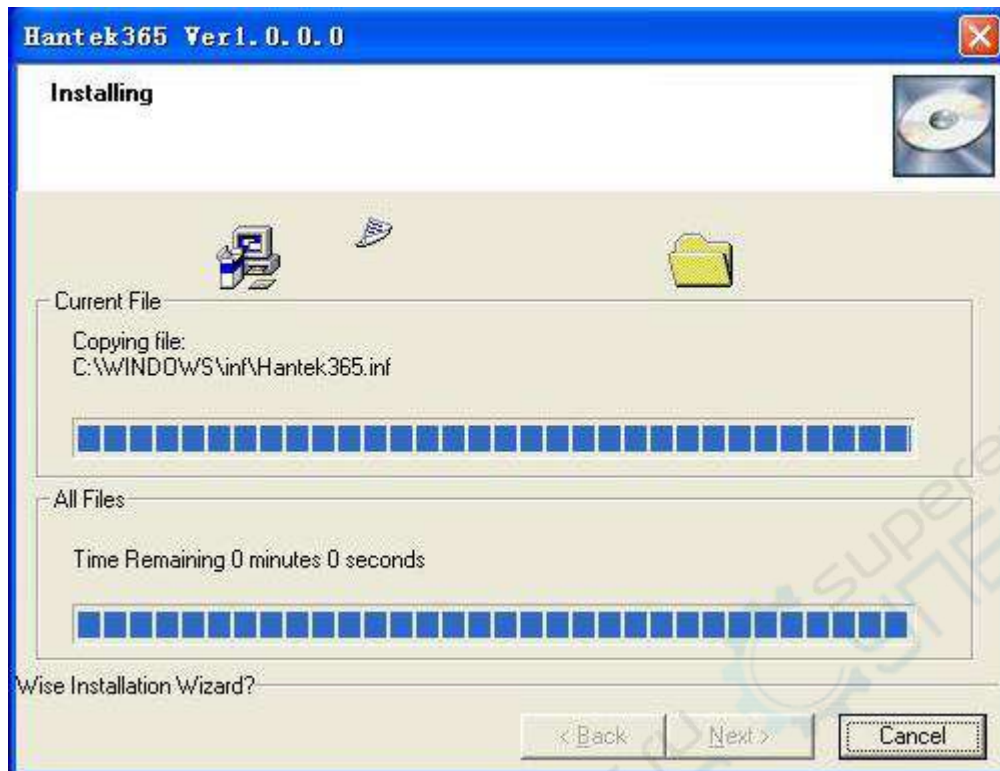 Hantek365 Ver1.0.0.0
Installing
Current File
Copying file:
C:\WINDOWS\inf\Hantek365.inf
All Files
Time Remaining 0 minutes 0 seconds
Wise Installation Wizard?
< Back
Next >
Cancel
supere